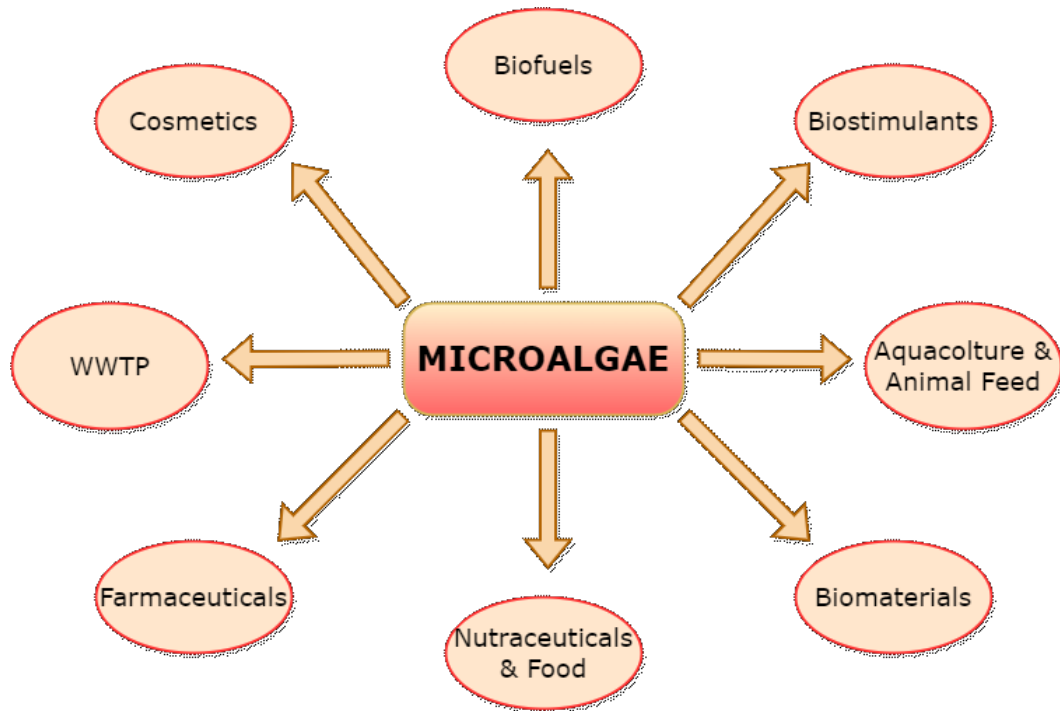 Biofuels
Cosmetics
Biostimulants
WWTP
MICROALGAE
Aquacolture &
Animal Feed
Farmaceuticals
Biomaterials
Nutraceuticals
& Food